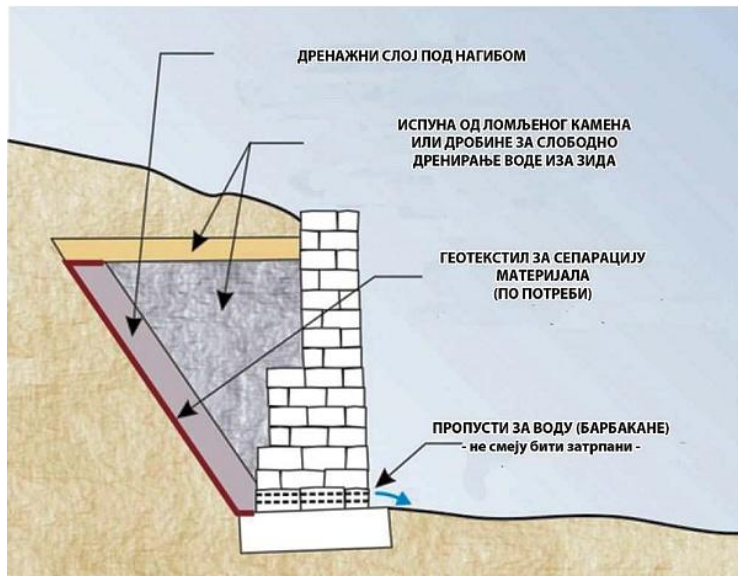 ДРЕНАЖНИ СЛОЈ ПОД НАГИБОМ
ИСПУНА ОД ЛОМЉЕНОГ КАМЕНА
ИЛИ ДРОБИНЕ ЗА СЛОБОДНО
ДРЕНИРАЊЕ ВОДЕ ИЗА ЗИДА
ГЕОТЕКСТИЛ ЗА СЕПАРАЦИЈУ
МАТЕРИЈАЛА
(ПО ПОТРЕБИ)
ПРОПУСТИ ЗА ВОДУ (БАРБАКАНЕ)
- не смеју бити затрпани -